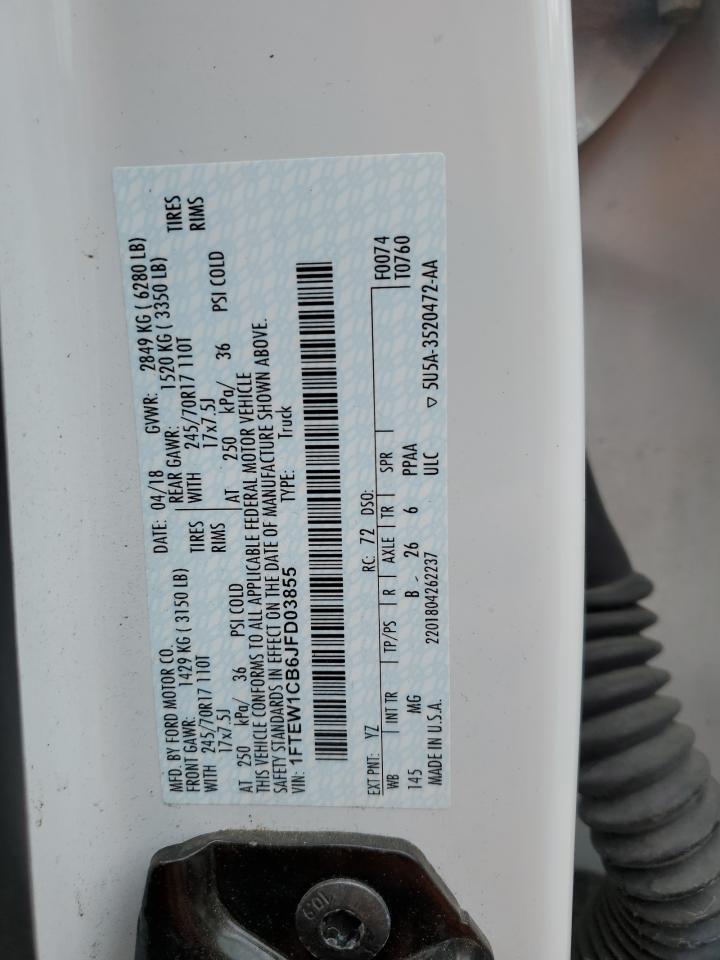 MFD. BY FORD MOTOR CO.
DATE: 04/18 GVWR: 2849 KG ( 6280 LB)
FRONT GAWR: 1429 KG ( 3150 LB) REAR GAWR: 1520 KG ( 3350 LB)
WITH 245/70R17 110T TIRES WITH 245/70R17 110T TIRES
17x7.5J RIMS 17x7.5J RIMS
AT 250 kPa/ 36 PSI COLD AT 250 kPa/ 36 PSI COLD
THIS VEHICLE CONFORMS TO ALL APPLICABLE FEDERAL MOTOR VEHICLE
SAFETY STANDARDS IN EFFECT ON THE DATE OF MANUFACTURE SHOWN ABOVE.
VIN: 1FTEW1CB6JFD03855 TYPE: Truck
EXT PNT: YZ RC: 72 DSO: F0074
WB INT TR TP/PS R AXLE TR SPR T0760
145 MG B 26 6 PPAA
MADE IN U.S.A. 2201804262237 ULC
▽ 5U5A-3520472-AA
10.9